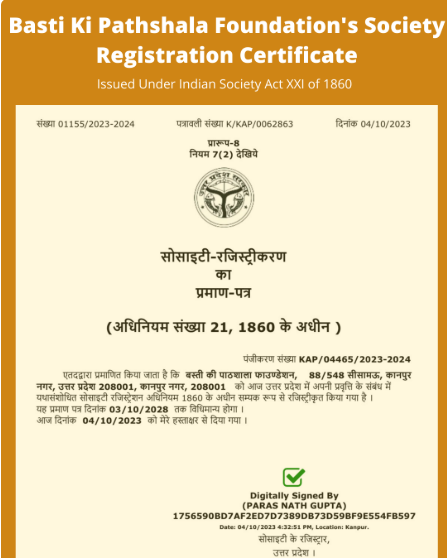 Basti Ki Pathshala Foundation's Society
Registration Certificate
Issued Under Indian Society Act XXI of 1860
संख्या 01155/2023-2024 पत्रावली संख्या K/KAP/0062863 दिनांक 04/10/2023
प्रारूप-8
नियम 7(2) देखिये
उत्तर प्रदेश सरकार
सोसाइटी-रजिस्ट्रीकरण
का
प्रमाण-पत्र
(अधिनियम संख्या 21, 1860 के अधीन )
पंजीकरण संख्या KAP/04465/2023-2024
एतदद्वारा प्रमाणित किया जाता है कि बस्ती की पाठशाला फाउण्डेशन, 88/548 सीसामऊ, कानपुर
नगर, उत्तर प्रदेश 208001, कानपुर नगर, 208001 को आज उत्तर प्रदेश में अपनी प्रवृत्ति के संबंध में
यथासंशोधित सोसाइटी रजिस्ट्रेशन अधिनियम 1860 के अधीन सम्यक रूप से रजिस्ट्रीकृत किया गया है ।
यह प्रमाण पत्र दिनांक 03/10/2028 तक विधिमान्य होगा ।
आज दिनांक 04/10/2023 को मेरे हस्ताक्षर से दिया गया ।
Digitally Signed By
(PARAS NATH GUPTA)
1756590BD7AF2ED7D7389DB73D59BF9E554FB597
Date: 04/10/2023 4:32:51 PM, Location: Kanpur.
सोसाइटी के रजिस्ट्रार,
उत्तर प्रदेश ।